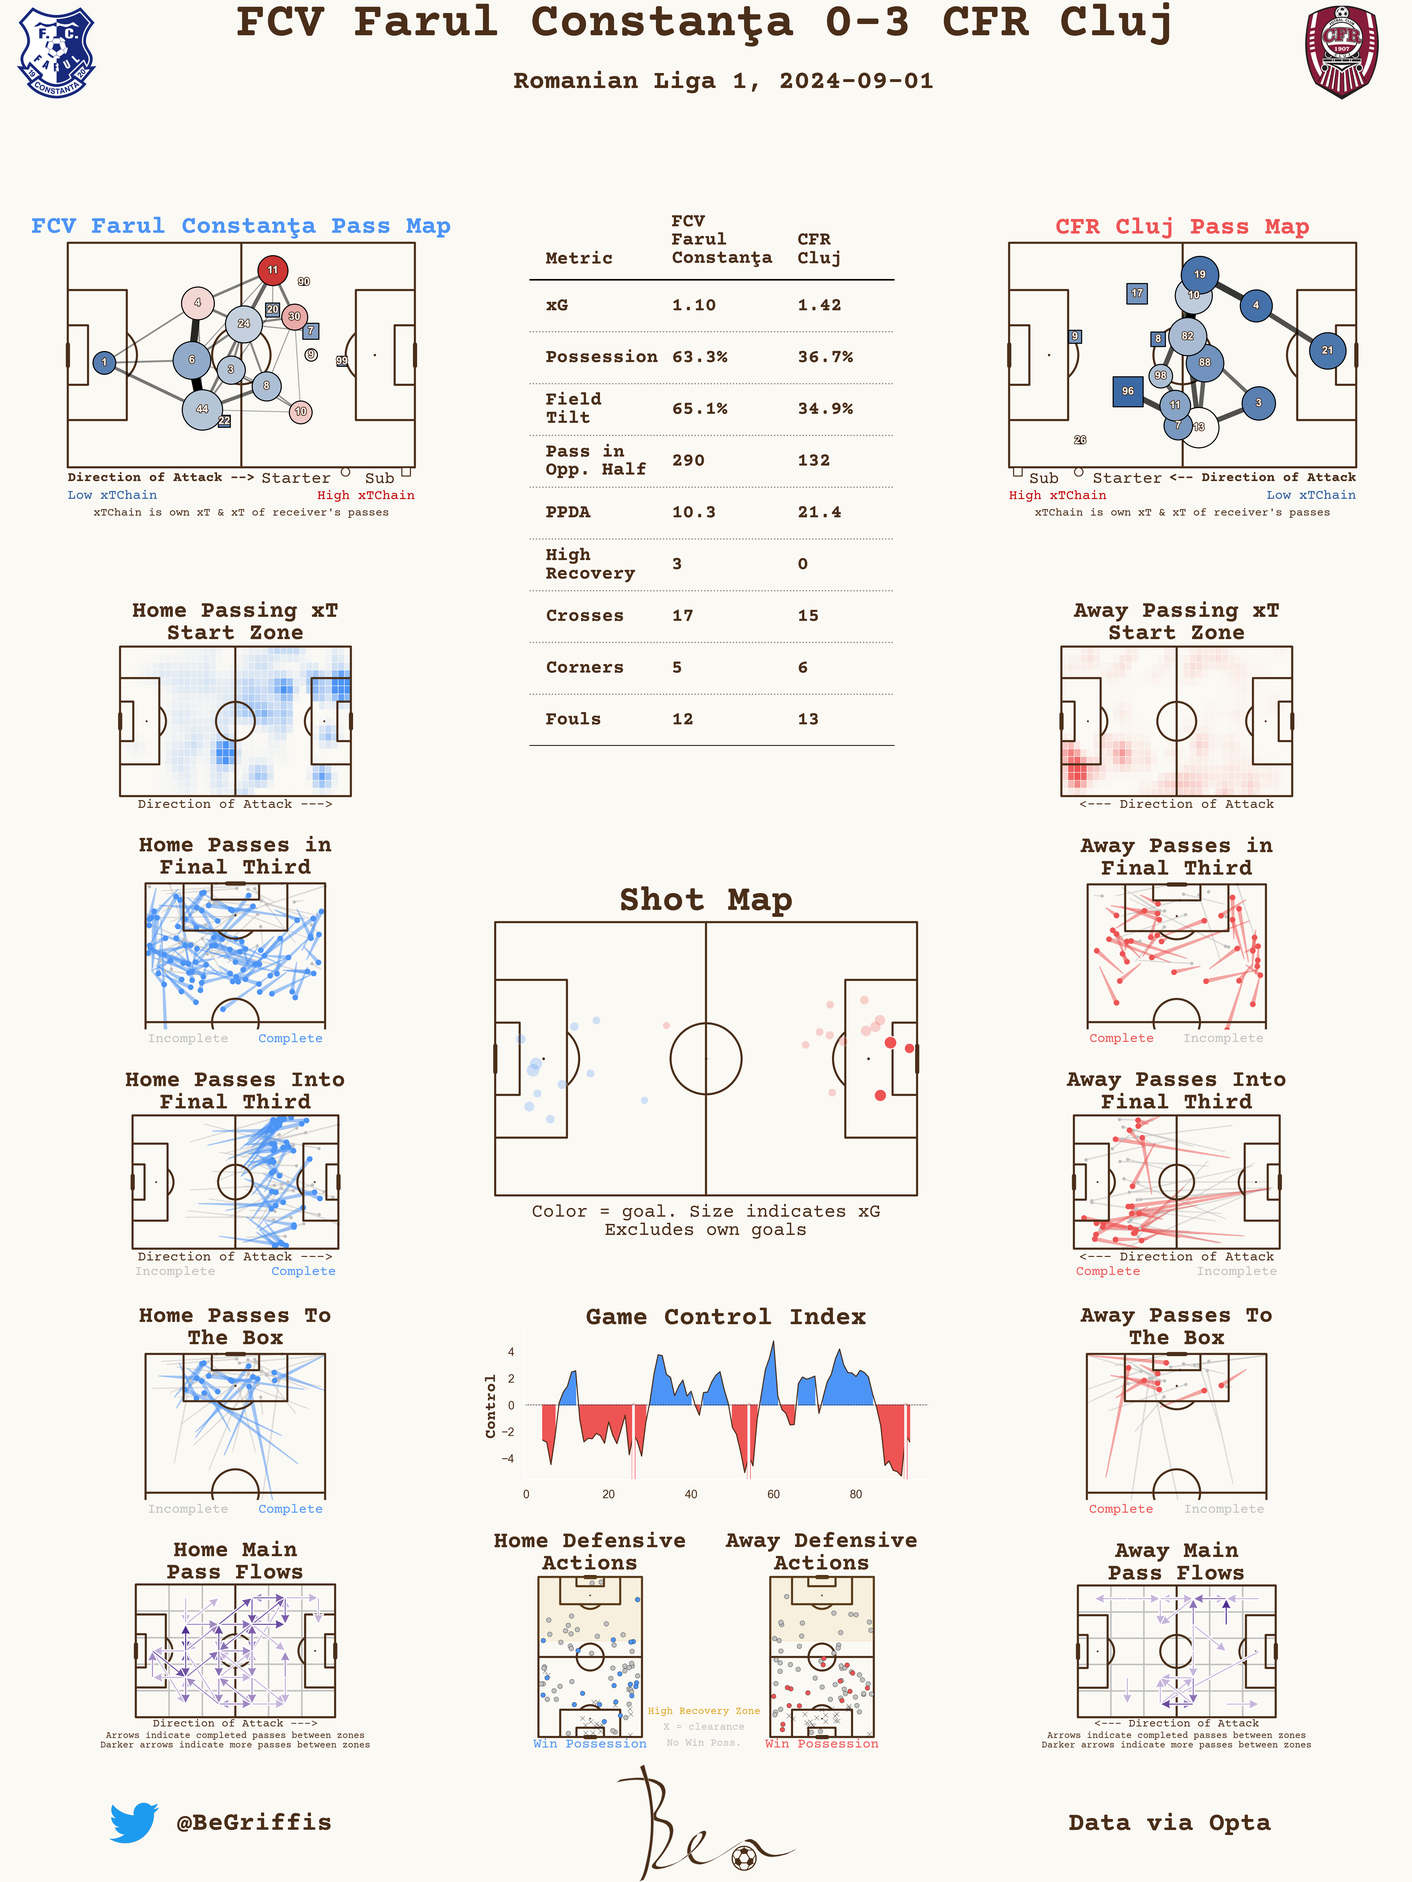 FCV Farul Constanţa 0-3 CFR Cluj
Romanian Liga 1, 2024-09-01
F. C.
FARUL
19 20
CONSTANTA
CFR
1907
FCV Farul Constanţa Pass Map
11
90
4
20
30
24
7
6
9
99
1
3
8
44
22
10
Direction of Attack --> Starter Sub
Low xTChain High xTChain
xTChain is own xT & xT of receiver's passes
Metric FCV Farul Constanţa CFR Cluj
xG 1.10 1.42
Possession 63.3% 36.7%
Field Tilt 65.1% 34.9%
Pass in Opp. Half 290 132
PPDA 10.3 21.4
High Recovery 3 0
Crosses 17 15
Corners 5 6
Fouls 12 13
CFR Cluj Pass Map
19
17
10
4
9
8
82
21
88
98
96
11
3
7
13
26
Sub Starter <-- Direction of Attack
High xTChain Low xTChain
xTChain is own xT & xT of receiver's passes
Home Passing xT
Start Zone
Direction of Attack --->
Away Passing xT
Start Zone
<--- Direction of Attack
Home Passes in
Final Third
Incomplete Complete
Away Passes in
Final Third
Complete Incomplete
Shot Map
Color = goal. Size indicates xG
Excludes own goals
Home Passes Into
Final Third
Direction of Attack --->
Incomplete Complete
Away Passes Into
Final Third
<--- Direction of Attack
Complete Incomplete
Home Passes To
The Box
Incomplete Complete
Game Control Index
Control
4
2
0
−2
−4
0 20 40 60 80
Away Passes To
The Box
Complete Incomplete
Home Main
Pass Flows
Direction of Attack --->
Arrows indicate completed passes between zones
Darker arrows indicate more passes between zones
Home Defensive
Actions
Win Possession
High Recovery Zone
X = clearance
No Win Poss.
Away Defensive
Actions
Win Possession
Away Main
Pass Flows
<--- Direction of Attack
Arrows indicate completed passes between zones
Darker arrows indicate more passes between zones
@BeGriffis
Ben
Data via Opta